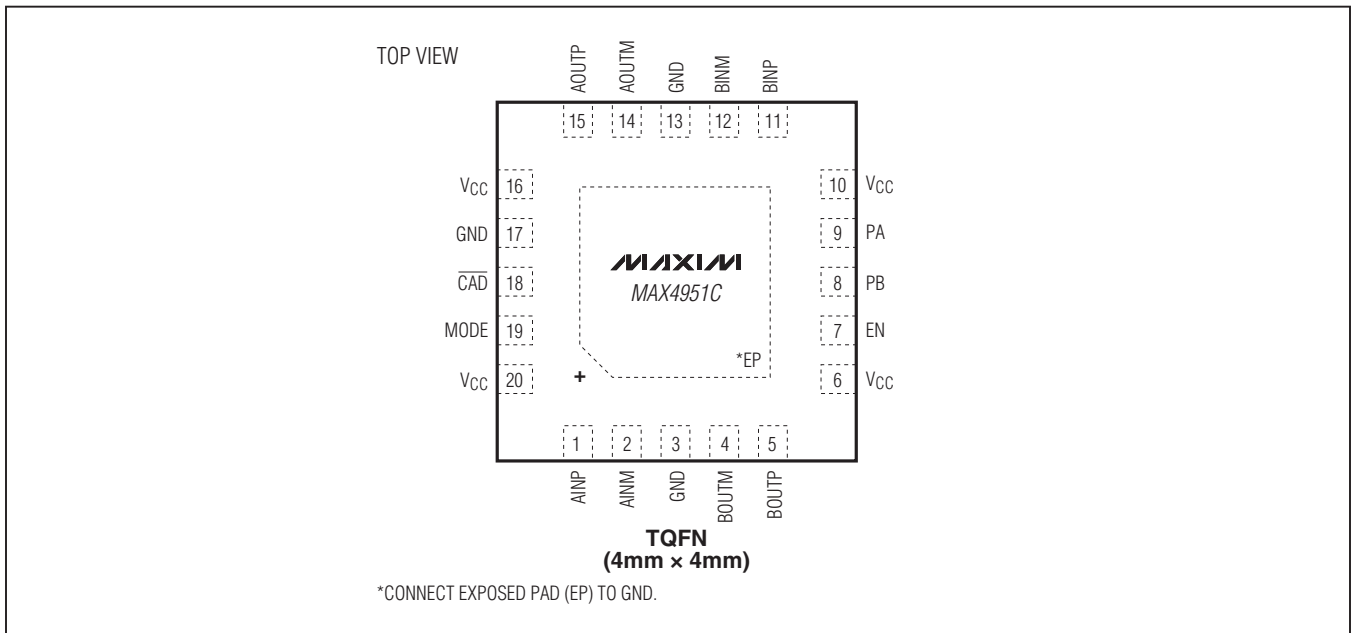 TOP VIEW
AOUTP
AOUTM
GND
BINM
BINP
15 14 13 12 11
VCC 16
GND 17
CAD 18
MODE 19
VCC 20
10 VCC
9 PA
8 PB
7 EN
6 VCC
MAXIM
MAX4951C
*EP
+
1 2 3 4 5
AINP
AINM
GND
BOUTM
BOUTP
TQFN
(4mm × 4mm)
*CONNECT EXPOSED PAD (EP) TO GND.